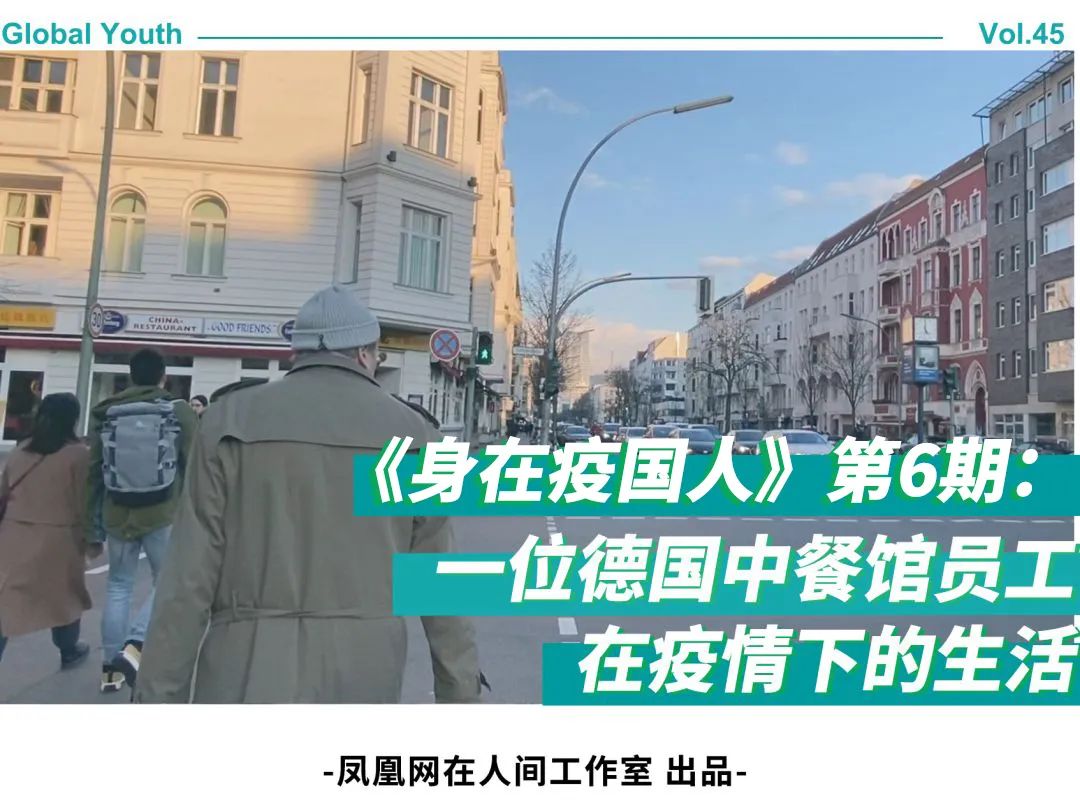 Global Youth
Vol.45
30
CHINA-
RESTAURANT
"GOOD FRIENDS"
《身在疫国人》第6期：
一位德国中餐馆员工
在疫情下的生活
-凤凰网在人间工作室 出品-